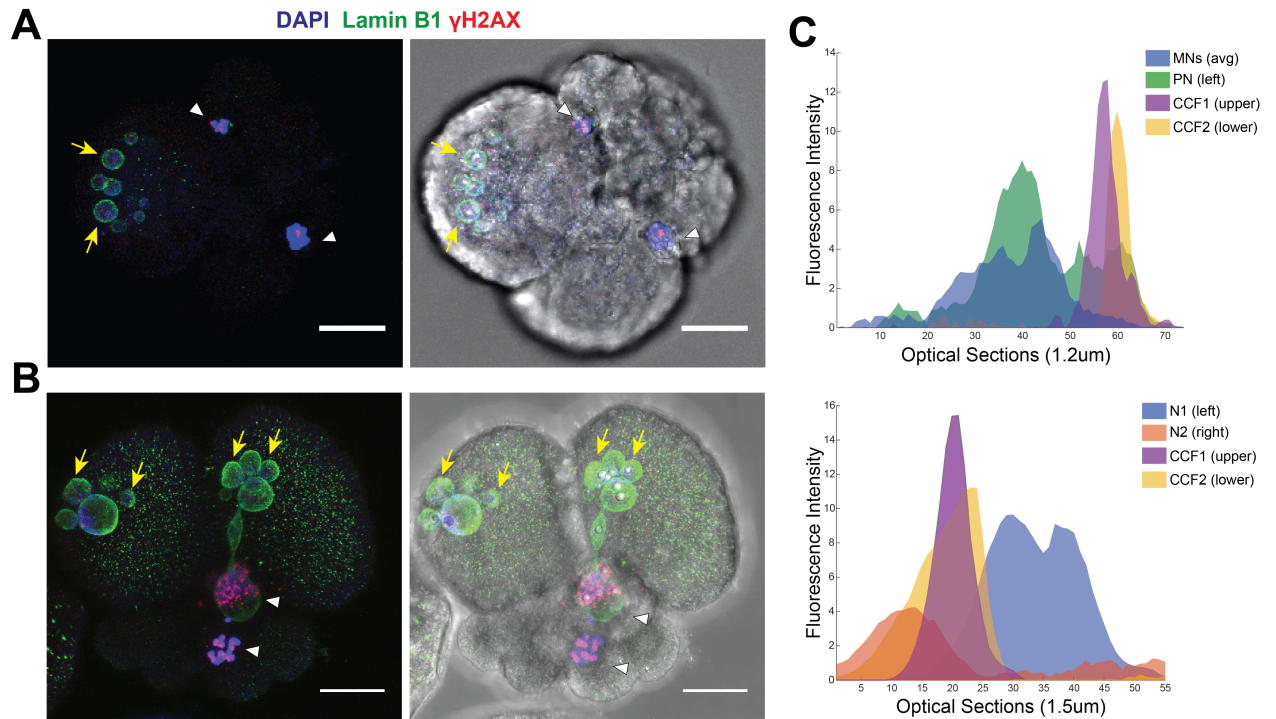 DAPI Lamin B1 γH2AX
A
B
C
14
12
10
8
6
4
2
0
Fluorescence Intensity
10 20 30 40 50 60 70
Optical Sections (1.2um)
MNs (avg)
PN (left)
CCF1 (upper)
CCF2 (lower)
16
14
12
10
8
6
4
2
0
Fluorescence Intensity
5 10 15 20 25 30 35 40 45 50 55
Optical Sections (1.5um)
N1 (left)
N2 (right)
CCF1 (upper)
CCF2 (lower)